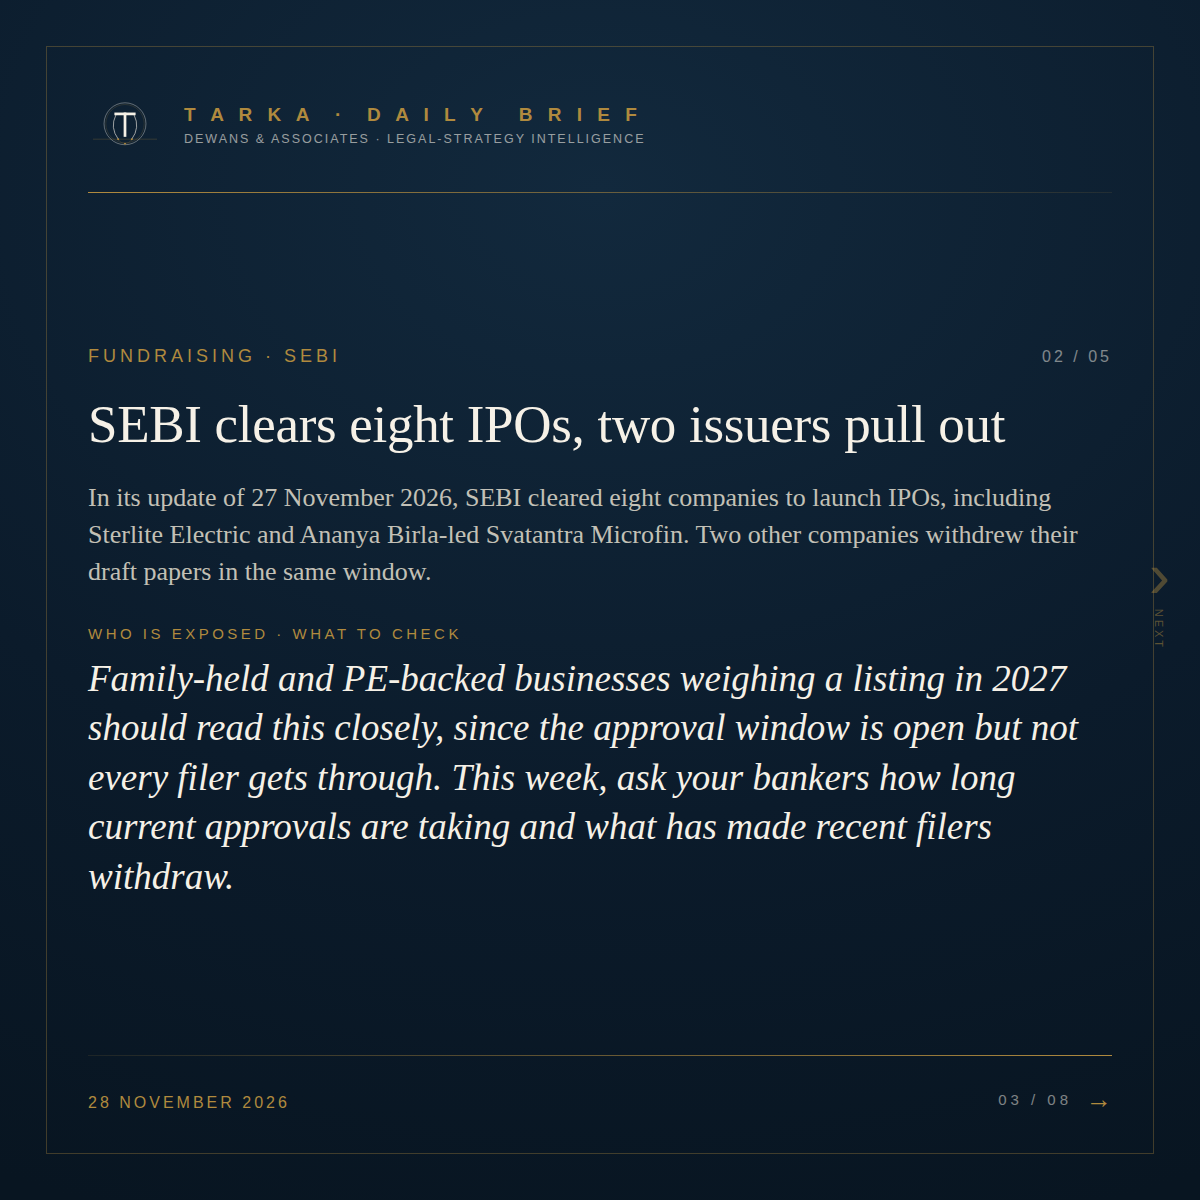 T
TARKA · DAILY BRIEF
DEWANS & ASSOCIATES · LEGAL-STRATEGY INTELLIGENCE
FUNDRAISING · SEBI
02 / 05
SEBI clears eight IPOs, two issuers pull out
In its update of 27 November 2026, SEBI cleared eight companies to launch IPOs, including
Sterlite Electric and Ananya Birla-led Svatantra Microfin. Two other companies withdrew their
draft papers in the same window.
WHO IS EXPOSED · WHAT TO CHECK
Family-held and PE-backed businesses weighing a listing in 2027
should read this closely, since the approval window is open but not
every filer gets through. This week, ask your bankers how long
current approvals are taking and what has made recent filers
withdraw.
› NEXT
28 NOVEMBER 2026
03 / 08 →